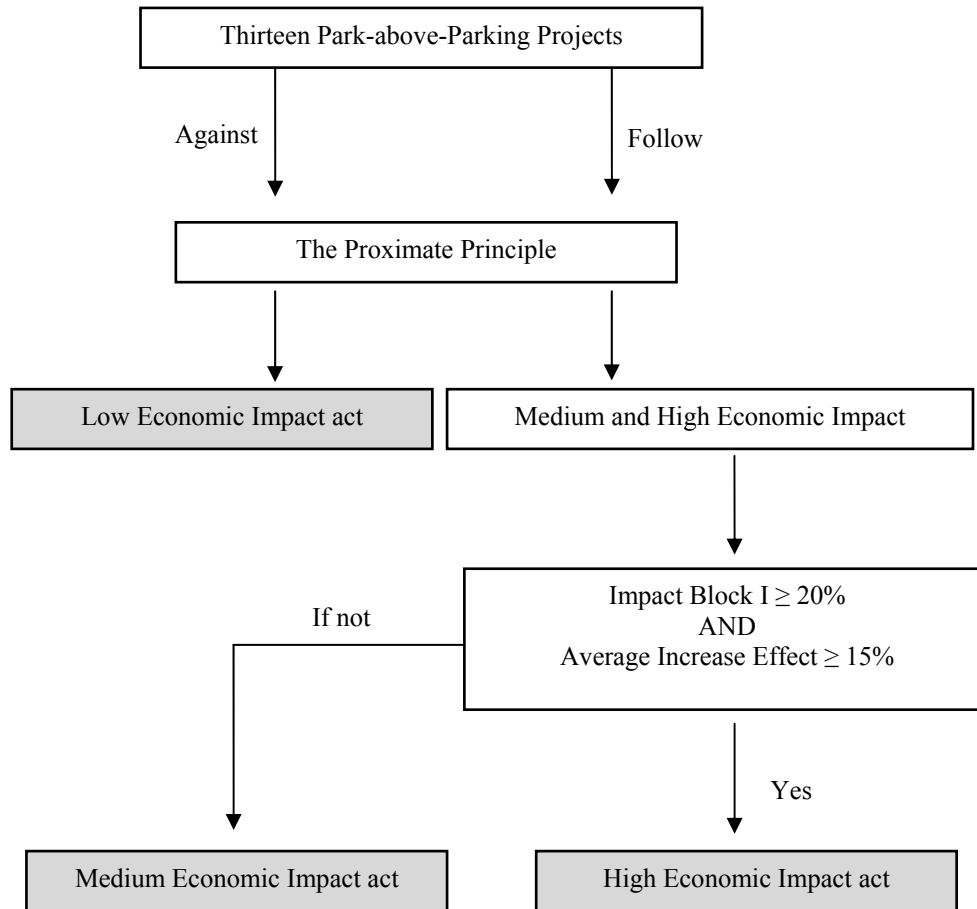 Thirteen Park-above-Parking Projects
Against
Follow
The Proximate Principle
Low Economic Impact act
Medium and High Economic Impact
Impact Block I ≥ 20%
AND
Average Increase Effect ≥ 15%
If not
Yes
Medium Economic Impact act
High Economic Impact act